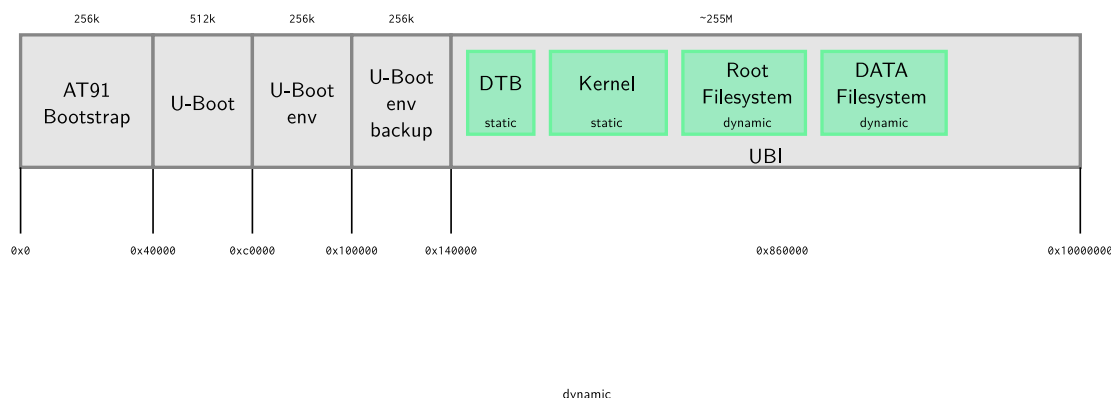 256k 512k 256k 256k ~255M
AT91
Bootstrap
U-Boot
U-Boot
env
U-Boot
env
backup
DTB
static
Kernel
static
Root
Filesystem
dynamic
DATA
Filesystem
dynamic
UBI
0x0 0x40000 0xc0000 0x100000 0x140000 0x860000 0x10000000
dynamic